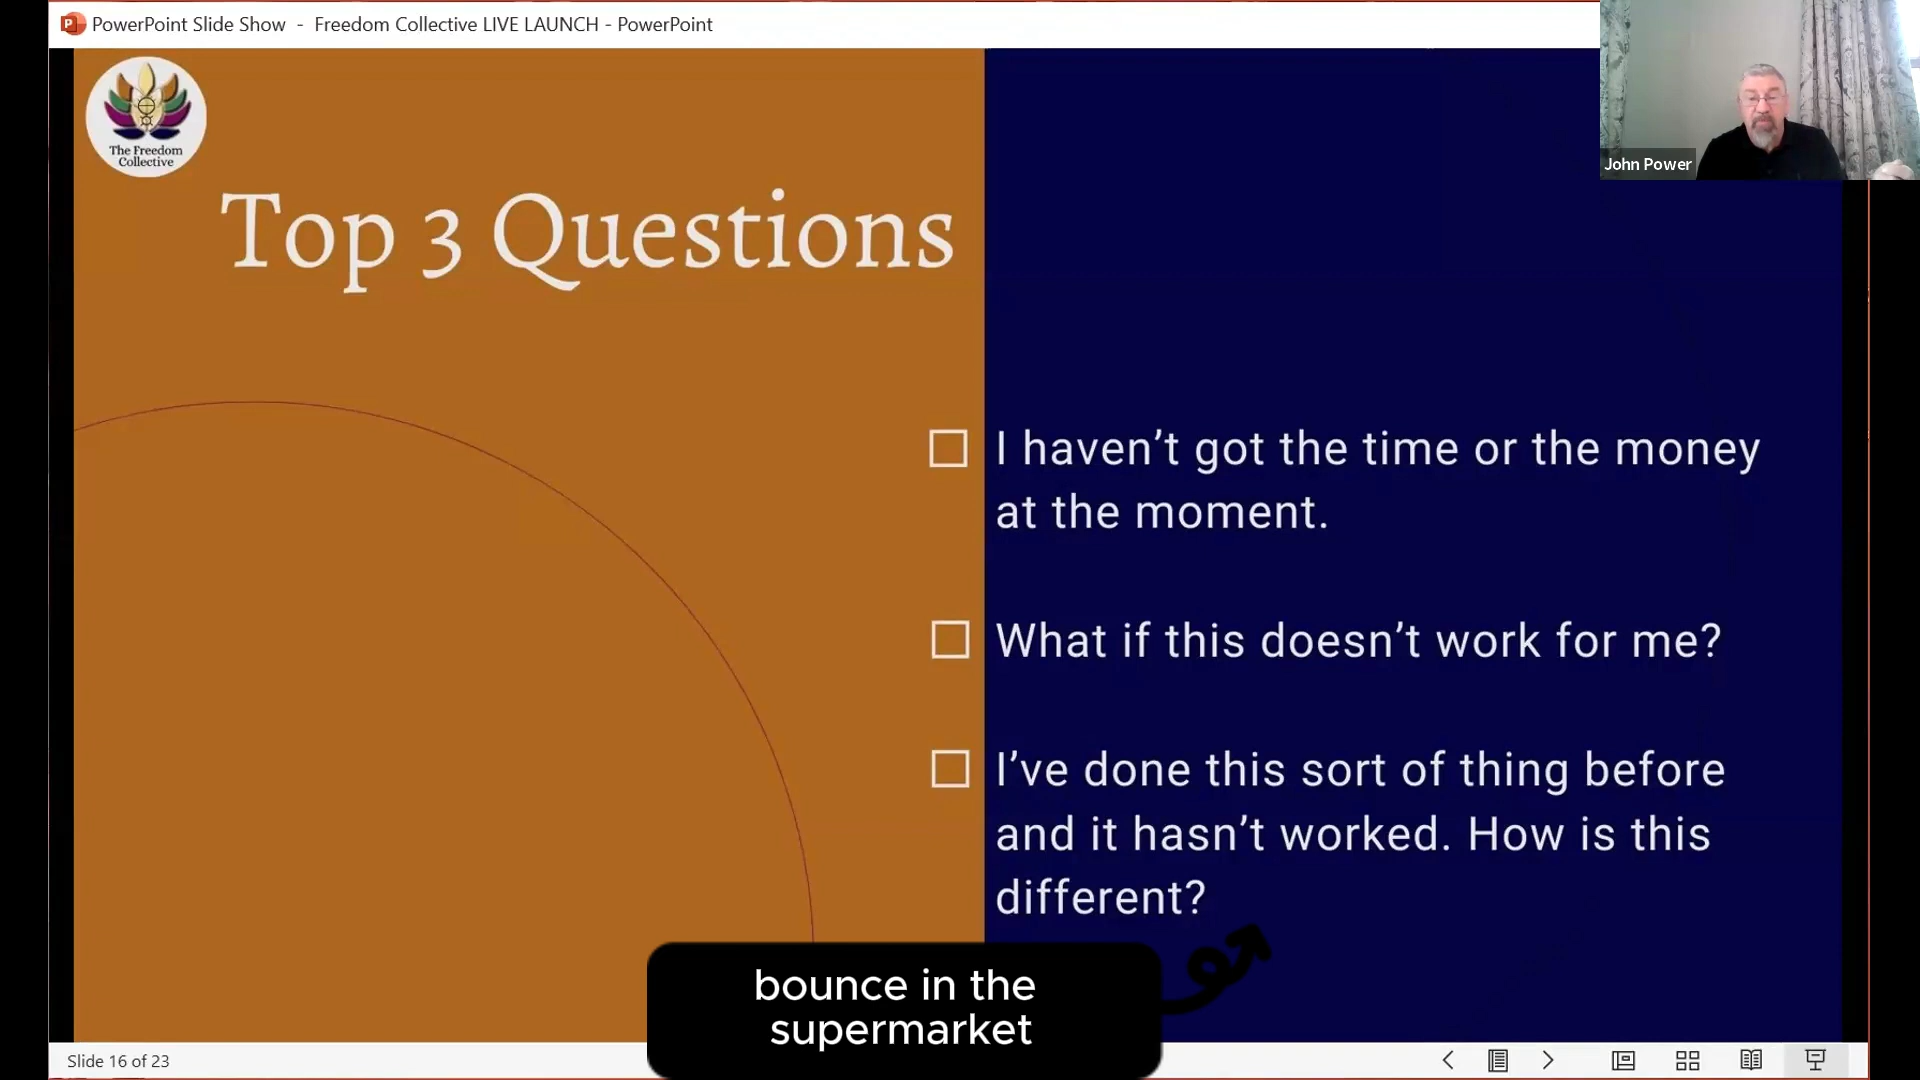 PowerPoint Slide Show - Freedom Collective LIVE LAUNCH - PowerPoint
The Freedom
Collective
John Power
Top 3 Questions
I haven’t got the time or the money
at the moment.
What if this doesn’t work for me?
I’ve done this sort of thing before
and it hasn’t worked. How is this
different?
bounce in the
supermarket
Slide 16 of 23